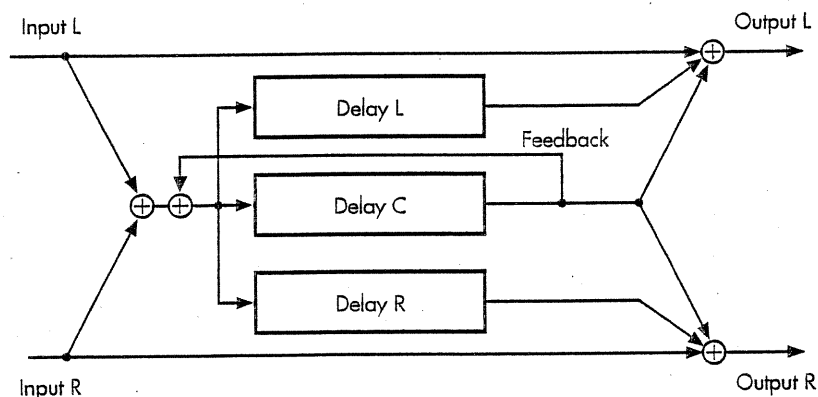 Input L
Output L
Delay L
Feedback
Delay C
Delay R
Input R
Output R